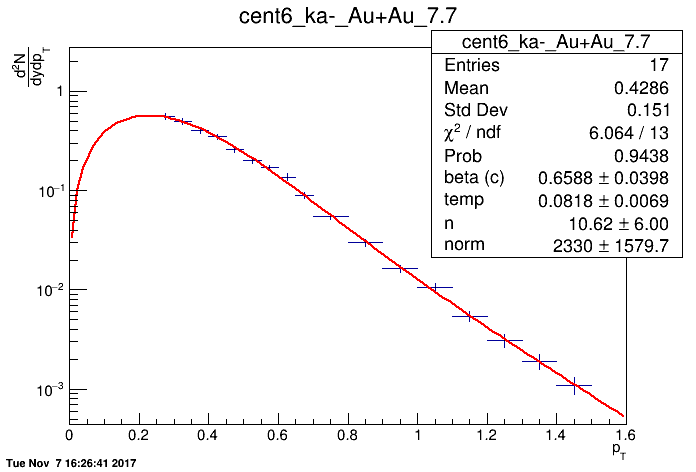 cent6_ka-_Au+Au_7.7
cent6_ka-_Au+Au_7.7
Entries 17
Mean 0.4286
Std Dev 0.151
χ² / ndf 6.064 / 13
Prob 0.9438
beta (c) 0.6588 ± 0.0398
temp 0.0818 ± 0.0069
n 10.62 ± 6.00
norm 2330 ± 1579.7
d²N
dydp_T
1
10⁻¹
10⁻²
10⁻³
0 0.2 0.4 0.6 0.8 1 1.2 1.4 1.6
p_T
Tue Nov 7 16:26:41 2017